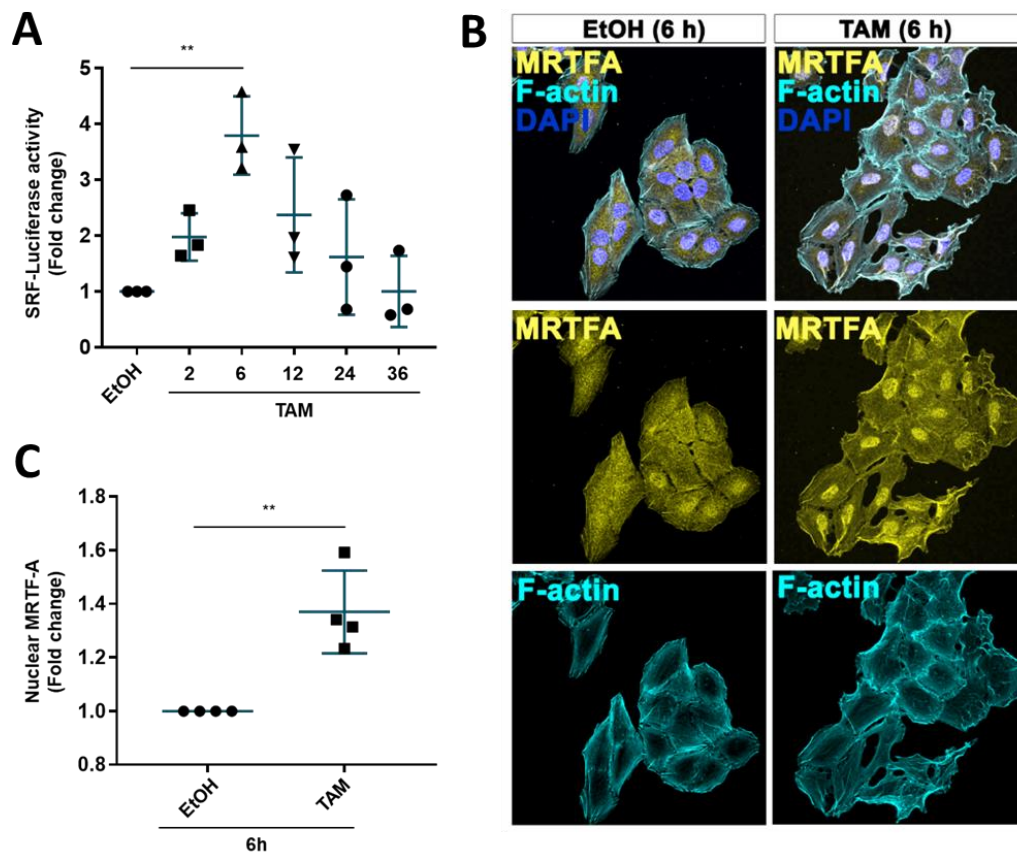 A
**
SRF-Luciferase activity
(Fold change)
5
4
3
2
1
0
EtOH
2 6 12 24 36
TAM
B
EtOH (6 h)
TAM (6 h)
MRTFA
F-actin
DAPI
MRTFA
F-actin
DAPI
MRTFA
MRTFA
F-actin
F-actin
C
**
Nuclear MRTF-A
(Fold change)
1.8
1.6
1.4
1.2
1.0
0.8
EtOH
TAM
6h